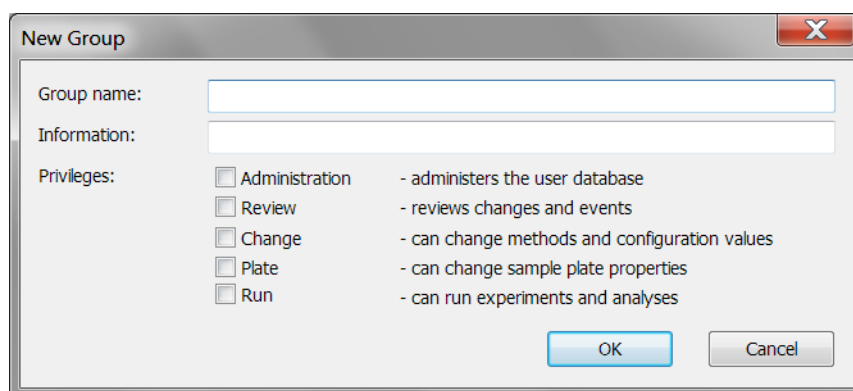 New Group
Group name:
Information:
Privileges:
Administration - administers the user database
Review - reviews changes and events
Change - can change methods and configuration values
Plate - can change sample plate properties
Run - can run experiments and analyses
OK Cancel